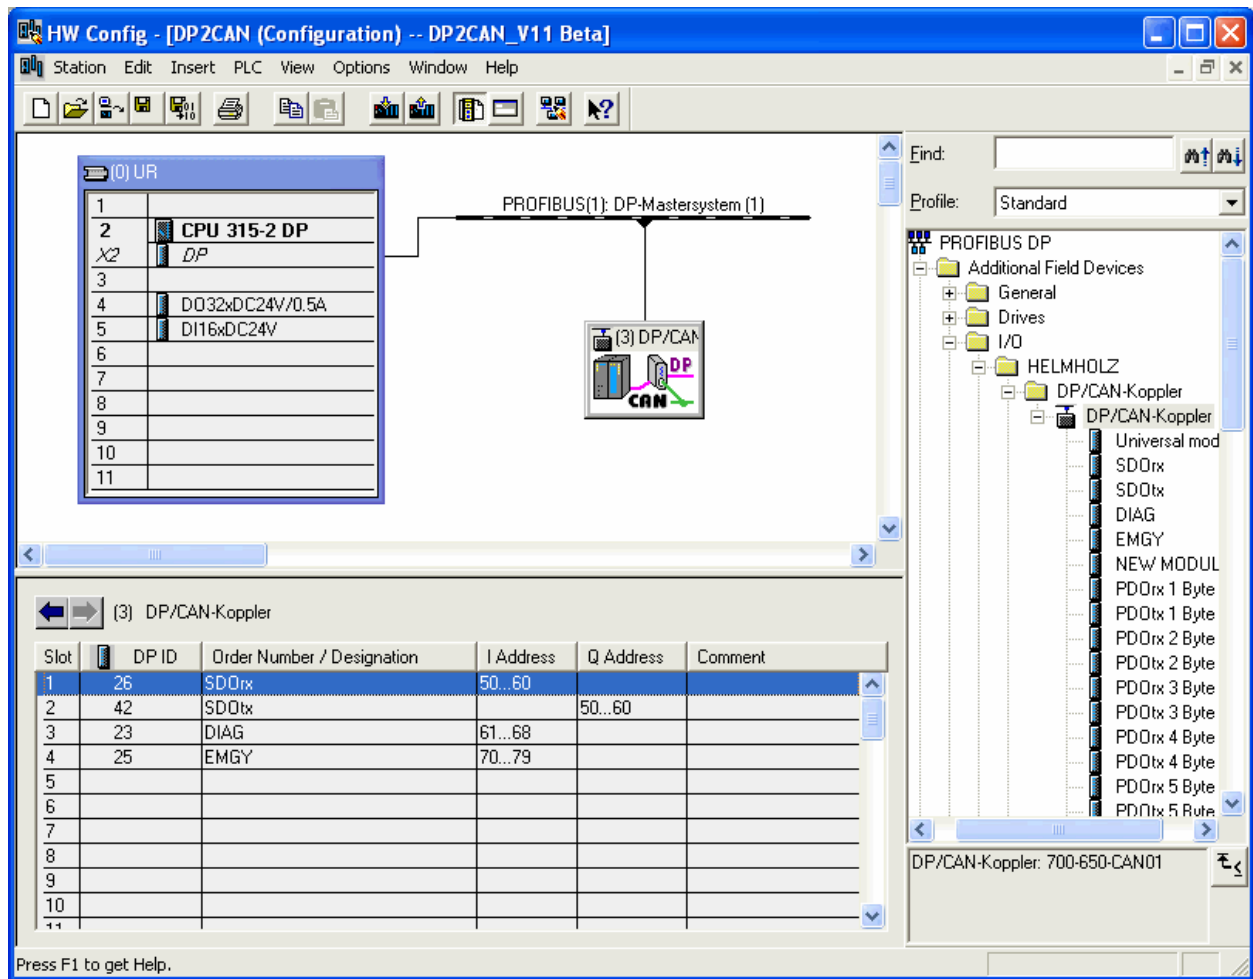 HW Config - [DP2CAN (Configuration) -- DP2CAN_V11 Beta]
Station Edit Insert PLC View Options Window Help
(0) UR
1
2 CPU 315-2 DP
X2 DP
3
4 DO32xDC24V/0.5A
5 DI16xDC24V
6
7
8
9
10
11
PROFIBUS(1): DP-Mastersystem (1)
(3) DP/CAN
DP
CAN
(3) DP/CAN-Koppler
Slot DP ID Order Number / Designation I Address Q Address Comment
1 26 SDOrx 50...60
2 42 SDOtx 50...60
3 23 DIAG 61...68
4 25 EMGY 70...79
5
6
7
8
9
10
11
Find:
Profile: Standard
PROFIBUS DP
Additional Field Devices
General
Drives
I/O
HELMHOLZ
DP/CAN-Koppler
DP/CAN-Koppler
Universal mod
SDOrx
SDOtx
DIAG
EMGY
NEW MODUL
PDOrx 1 Byte
PDOtx 1 Byte
PDOrx 2 Byte
PDOtx 2 Byte
PDOrx 3 Byte
PDOtx 3 Byte
PDOrx 4 Byte
PDOtx 4 Byte
PDOrx 5 Byte
PDOtx 5 Byte
DP/CAN-Koppler: 700-650-CAN01
Press F1 to get Help.